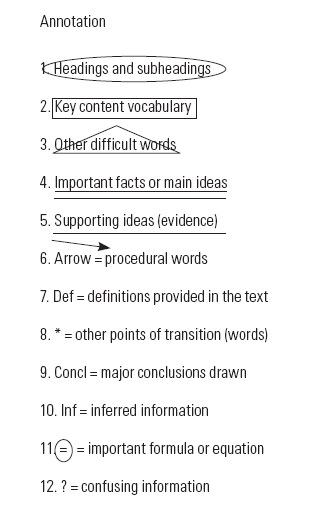 Annotation
1. Headings and subheadings
2. Key content vocabulary
3. Other difficult words
4. Important facts or main ideas
5. Supporting ideas (evidence)
6. Arrow = procedural words
7. Def = definitions provided in the text
8. * = other points of transition (words)
9. Concl = major conclusions drawn
10. Inf = inferred information
11. = = important formula or equation
12. ? = confusing information